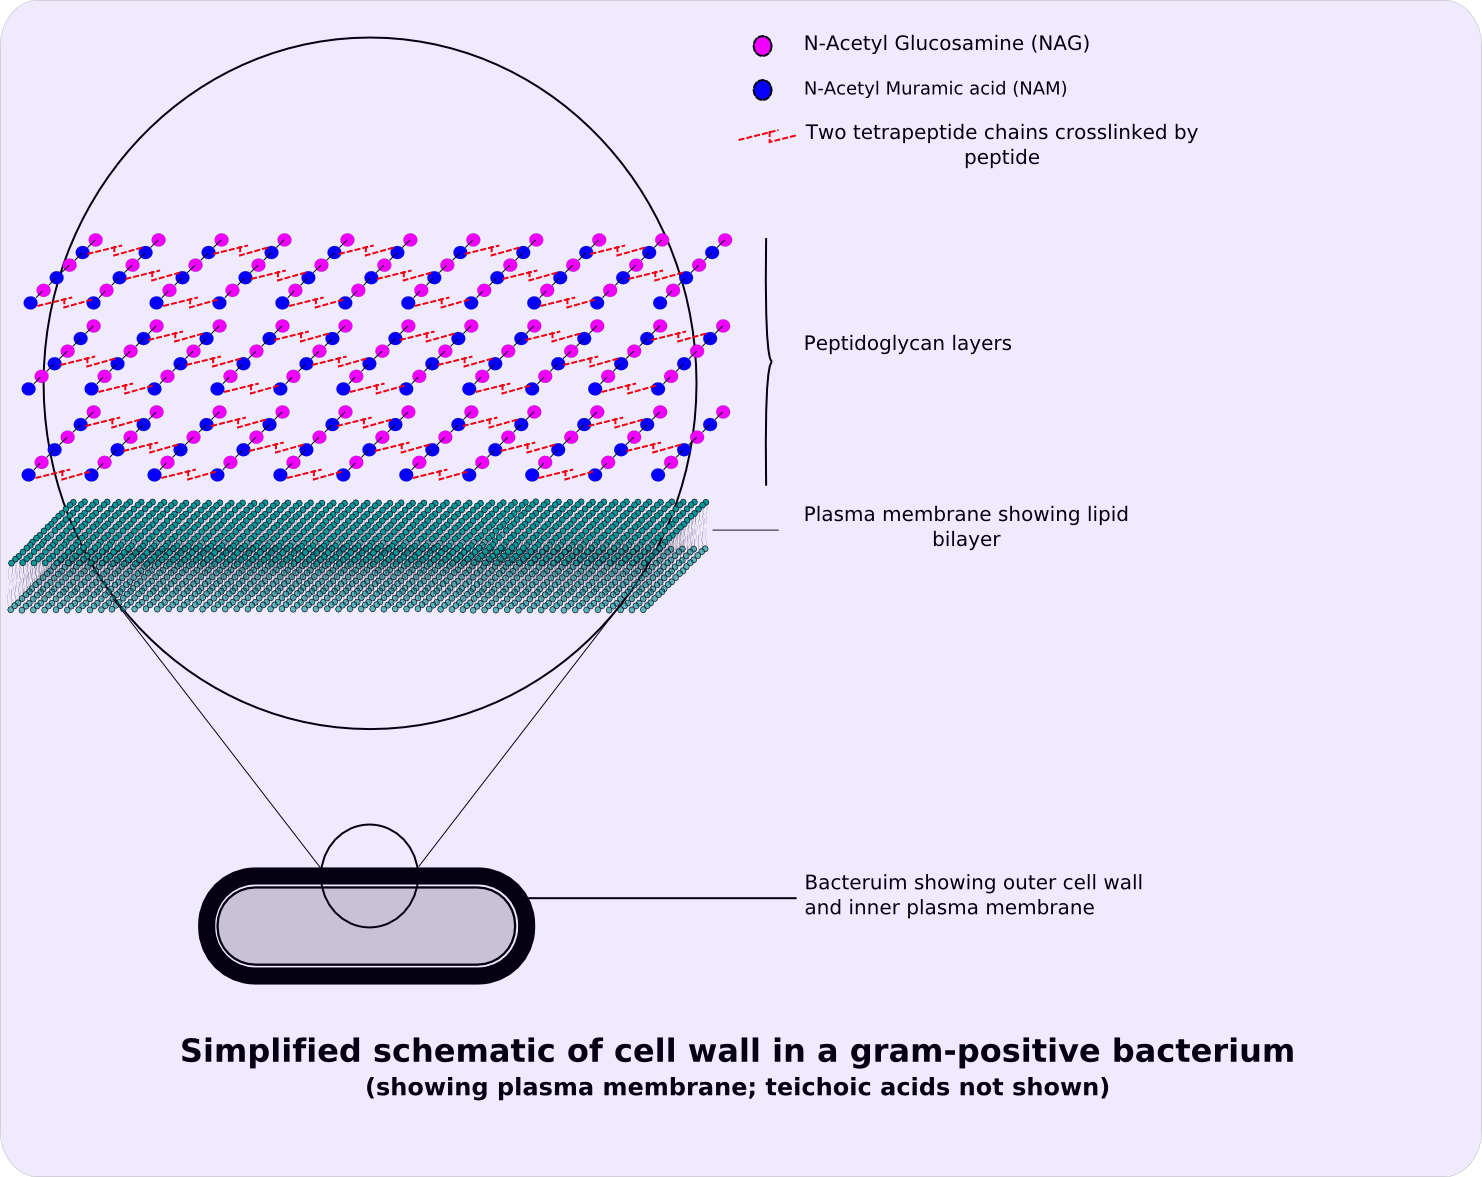 N-Acetyl Glucosamine (NAG)
N-Acetyl Muramic acid (NAM)
Two tetrapeptide chains crosslinked by
peptide
Peptidoglycan layers
Plasma membrane showing lipid
bilayer
Bacteruim showing outer cell wall
and inner plasma membrane
Simplified schematic of cell wall in a gram-positive bacterium
(showing plasma membrane; teichoic acids not shown)